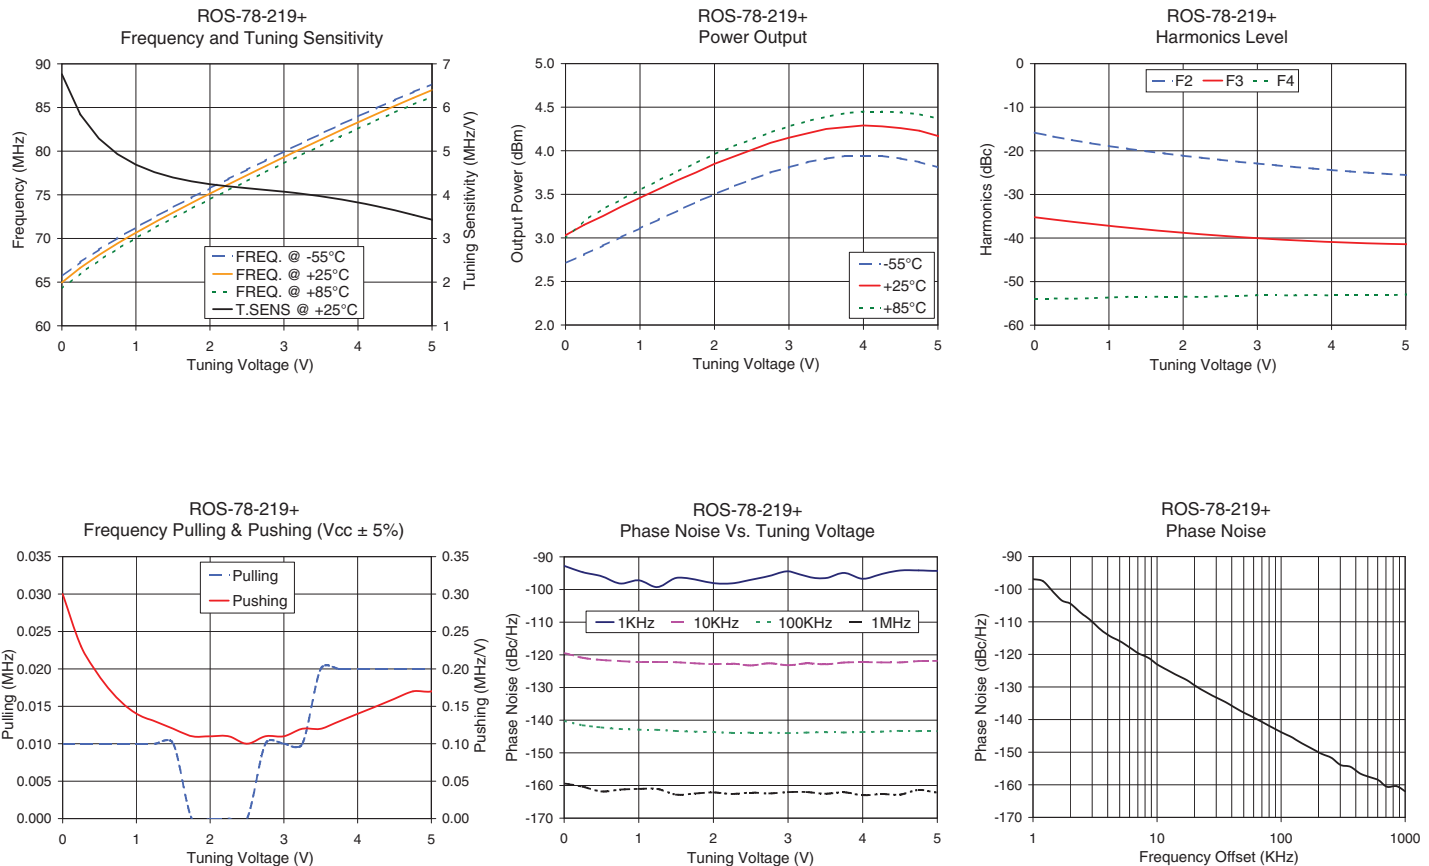 ROS-78-219+
Frequency and Tuning Sensitivity
90
85
80
75
70
65
60
Frequency (MHz)
7
6
5
4
3
2
1
Tuning Sensitivity (MHz/V)
FREQ. @ -55°C
FREQ. @ +25°C
FREQ. @ +85°C
T.SENS @ +25°C
0 1 2 3 4 5
Tuning Voltage (V)
ROS-78-219+
Power Output
5.0
4.5
4.0
3.5
3.0
2.5
2.0
Output Power (dBm)
-55°C
+25°C
+85°C
0 1 2 3 4 5
Tuning Voltage (V)
ROS-78-219+
Harmonics Level
0
-10
-20
-30
-40
-50
-60
Harmonics (dBc)
F2 F3 F4
0 1 2 3 4 5
Tuning Voltage (V)
ROS-78-219+
Frequency Pulling & Pushing (Vcc ± 5%)
0.035
0.030
0.025
0.020
0.015
0.010
0.005
0.000
Pulling (MHz)
0.35
0.30
0.25
0.20
0.15
0.10
0.05
0.00
Pushing (MHz/V)
Pulling
Pushing
0 1 2 3 4 5
Tuning Voltage (V)
ROS-78-219+
Phase Noise Vs. Tuning Voltage
-90
-100
-110
-120
-130
-140
-150
-160
-170
Phase Noise (dBc/Hz)
1KHz 10KHz 100KHz 1MHz
0 1 2 3 4 5
Tuning Voltage (V)
ROS-78-219+
Phase Noise
-90
-100
-110
-120
-130
-140
-150
-160
-170
Phase Noise (dBc/Hz)
1 10 100 1000
Frequency Offset (KHz)